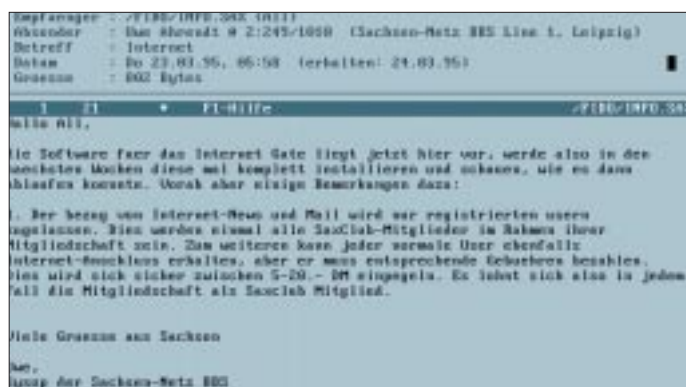 Empfaenger : /FIDO/INFO.SAX (All)
Absender : Uwe Ahrendt @ 2:249/1080 (Sachsen-Netz BBS Line 1, Leipzig)
Betreff : Internet
Datum : Do 23.03.95, 05:58 (erhalten: 24.03.95)
Groesse : 802 Bytes
1 21 * F1-Hilfe /FIDO/INFO.SAX
Hallo All,
die Software fuer das Internet Gate liegt jetzt hier vor, werde also in den
naechsten Wochen diese mal komplett installieren und schauen, wie es dann
ablaufen koennte. Vorab aber einige Bemerkungen dazu:
1. Der bezug von Internet-News und Mail wird nur registrierten usern
zugelassen. Dies werden einmal alle SaxClub-Mitglieder im Rahmen ihrer
Mitgliedschaft sein. Zum weiteren kann jeder normale User ebenfalls
Internet-Anschluss erhalten, aber er muss entsprechende Gebuehren bezahlen.
Dies wird sich sicher zwischen 5-20.- DM einpegeln. Es lohnt sich also in jedem
Fall die Mitgliedschaft als Saxclub Mitglied.
Viele Gruesse aus Sachsen
Uwe,
Sysop der Sachsen-Netz BBS